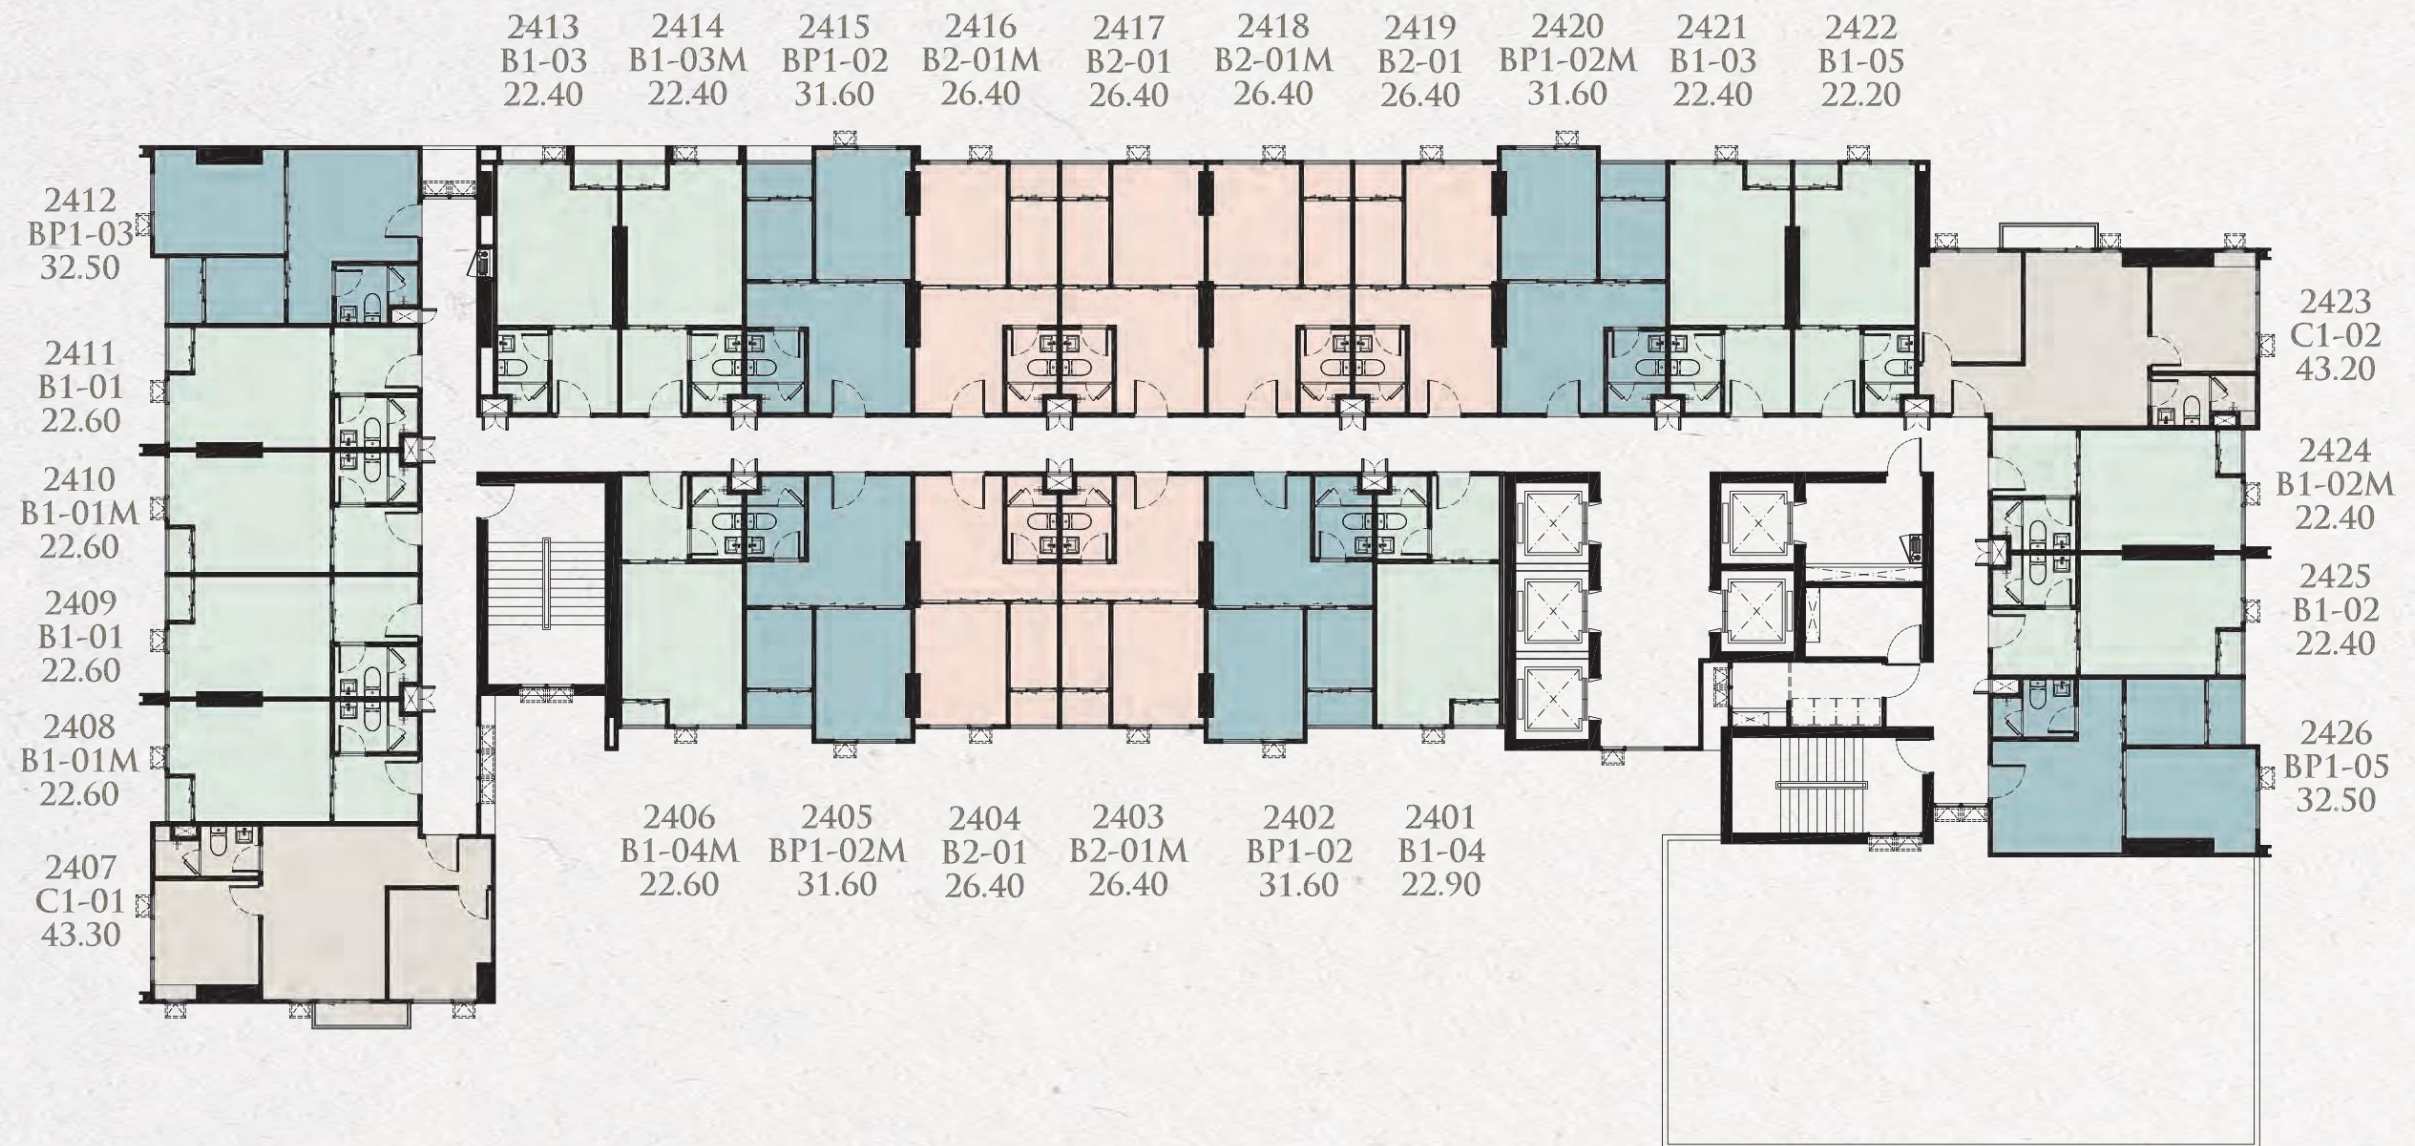 2413
B1-03
22.40
2414
B1-03M
22.40
2415
BP1-02
31.60
2416
B2-01M
26.40
2417
B2-01
26.40
2418
B2-01M
26.40
2419
B2-01
26.40
2420
BP1-02M
31.60
2421
B1-03
22.40
2422
B1-05
22.20
2412
BP1-03
32.50
2411
B1-01
22.60
2410
B1-01M
22.60
2409
B1-01
22.60
2408
B1-01M
22.60
2407
C1-01
43.30
2406
B1-04M
22.60
2405
BP1-02M
31.60
2404
B2-01
26.40
2403
B2-01M
26.40
2402
BP1-02
31.60
2401
B1-04
22.90
2423
C1-02
43.20
2424
B1-02M
22.40
2425
B1-02
22.40
2426
BP1-05
32.50